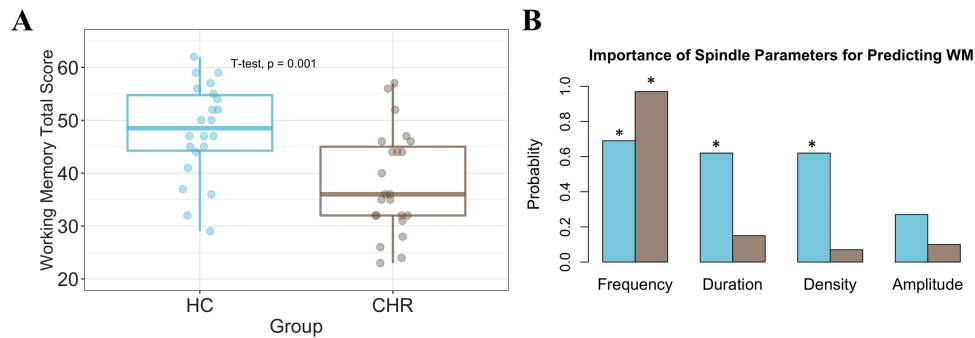 A
Working Memory Total Score
60
50
40
30
20
T-test, p = 0.001
HC CHR
Group
B
Importance of Spindle Parameters for Predicting WM
Probablity
1.0
0.8
0.6
0.4
0.2
0.0
* *
*
*
Frequency Duration Density Amplitude